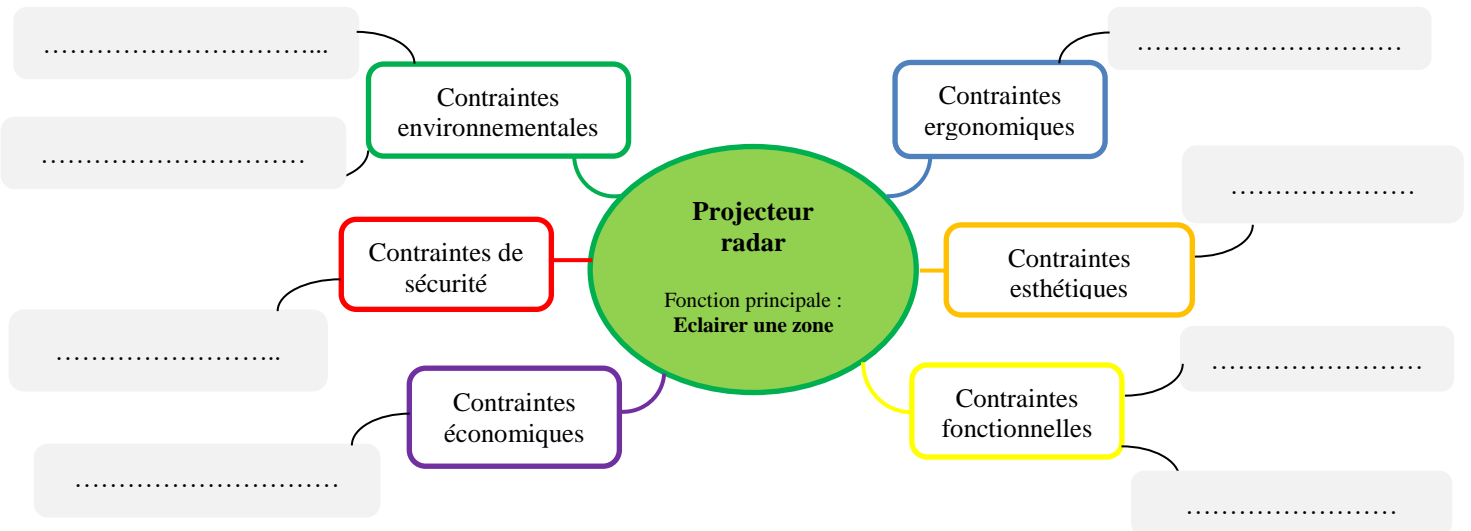 …………………………...
Contraintes
environnementales
…………………………
Contraintes de
sécurité
……………………..
Contraintes
économiques
…………………………
Projecteur
radar
Fonction principale :
Eclairer une zone
…………………………
Contraintes
ergonomiques
…………………
Contraintes
esthétiques
……………………
Contraintes
fonctionnelles
……………………